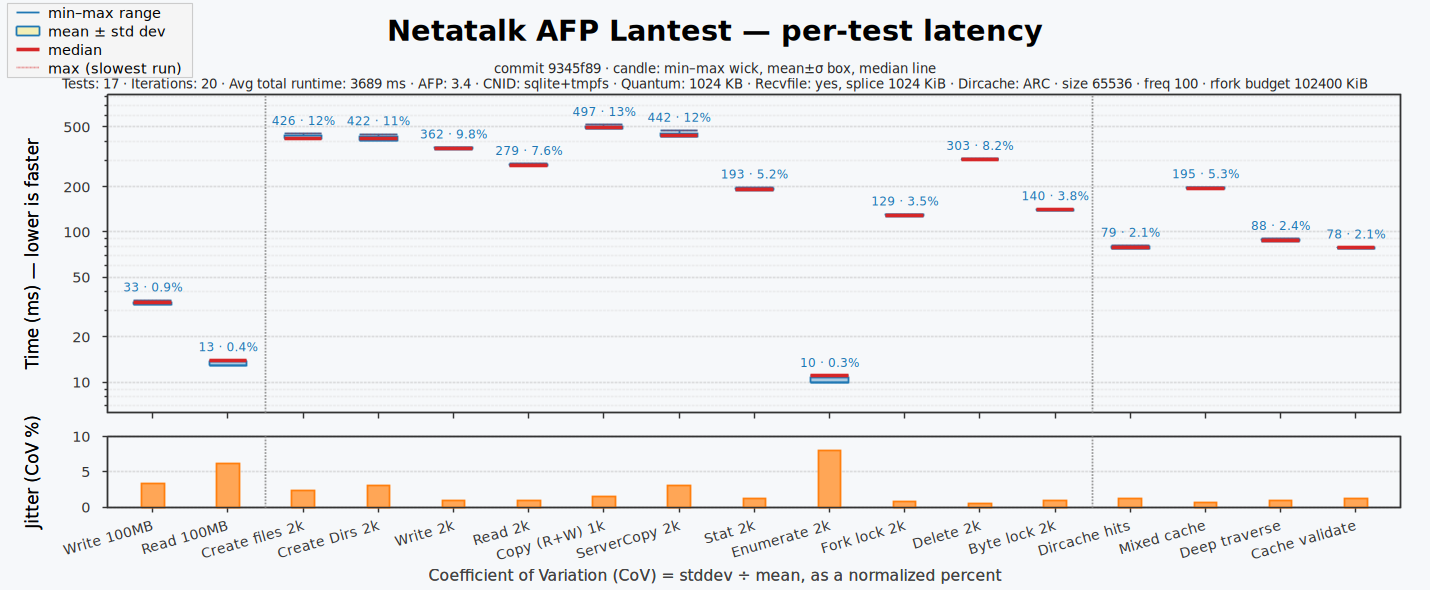 min–max range
mean ± std dev
median
max (slowest run)
Netatalk AFP Lantest — per-test latency
commit 9345f89 · candle: min–max wick, mean±σ box, median line
Tests: 17 · Iterations: 20 · Avg total runtime: 3689 ms · AFP: 3.4 · CNID: sqlite+tmpfs · Quantum: 1024 KB · Recvfile: yes, splice 1024 KiB · Dircache: ARC · size 65536 · freq 100 · rfork budget 102400 KiB
Time (ms) — lower is faster
500
200
100
50
20
10
33 · 0.9%
13 · 0.4%
426 · 12%
422 · 11%
362 · 9.8%
279 · 7.6%
497 · 13%
442 · 12%
193 · 5.2%
10 · 0.3%
129 · 3.5%
303 · 8.2%
140 · 3.8%
79 · 2.1%
195 · 5.3%
88 · 2.4%
78 · 2.1%
Jitter (CoV %)
10
5
0
Write 100MB
Read 100MB
Create files 2k
Create Dirs 2k
Write 2k
Read 2k
Copy (R+W) 1k
ServerCopy 2k
Stat 2k
Enumerate 2k
Fork lock 2k
Delete 2k
Byte lock 2k
Dircache hits
Mixed cache
Deep traverse
Cache validate
Coefficient of Variation (CoV) = stddev ÷ mean, as a normalized percent